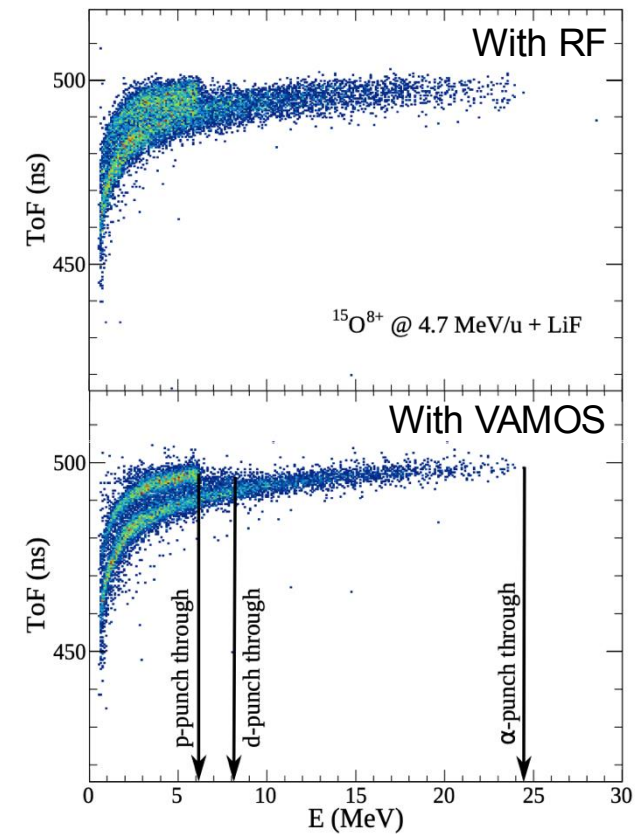 With RF
500
450
ToF (ns)
¹⁵O⁸⁺ @ 4.7 MeV/u + LiF
With VAMOS
500
450
ToF (ns)
p-punch through
d-punch through
α-punch through
0 5 10 15 20 25 30
E (MeV)